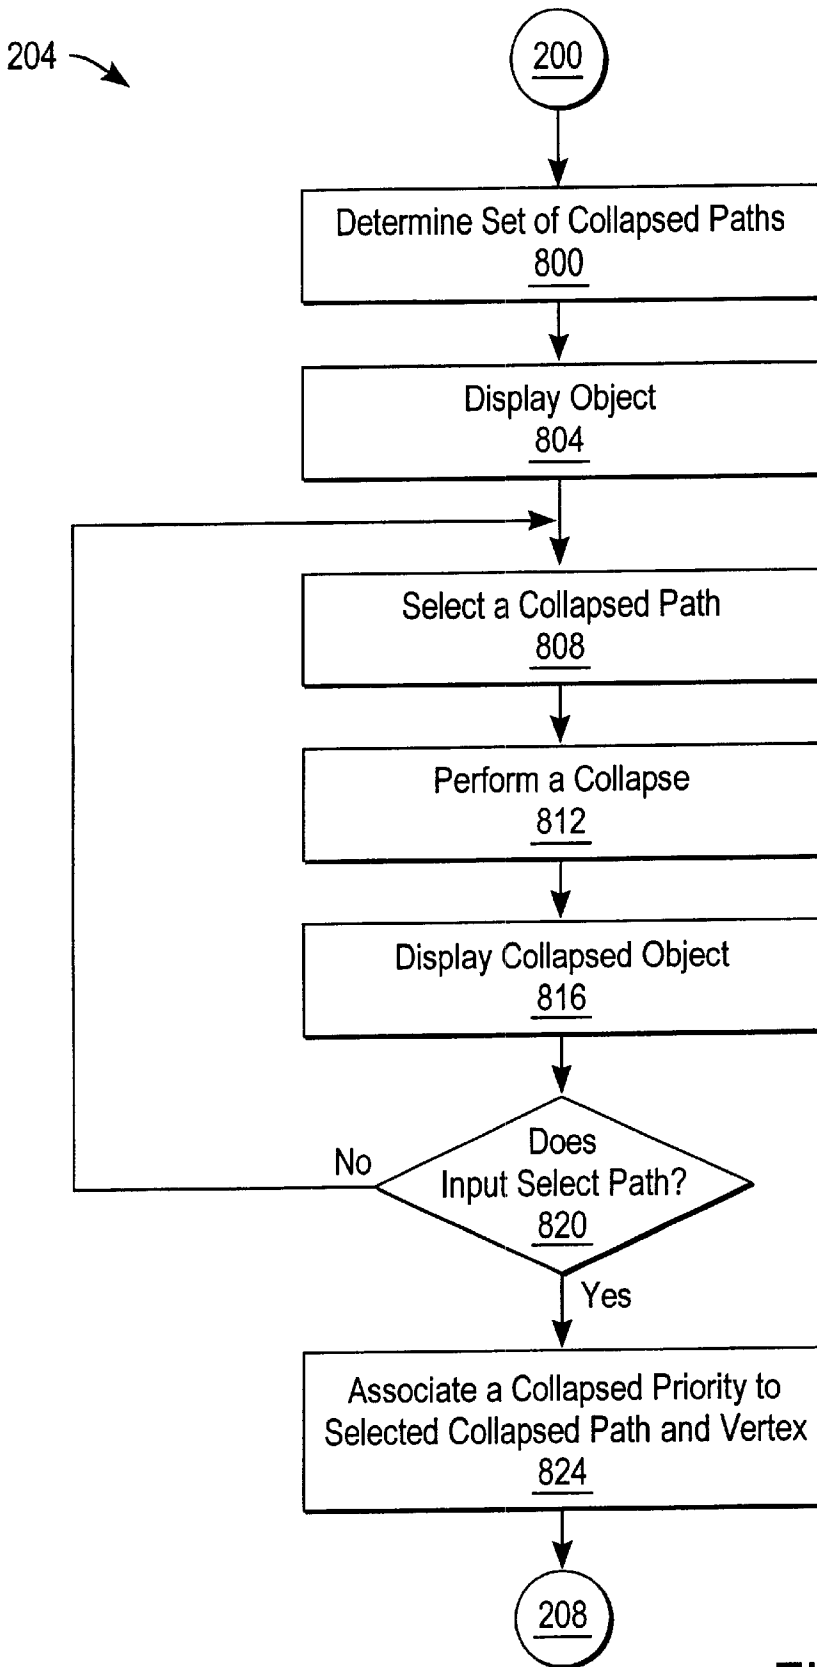 204
200
Determine Set of Collapsed Paths
800
Display Object
804
Select a Collapsed Path
808
Perform a Collapse
812
Display Collapsed Object
816
Does
Input Select Path?
820
No
Yes
Associate a Collapsed Priority to
Selected Collapsed Path and Vertex
824
208